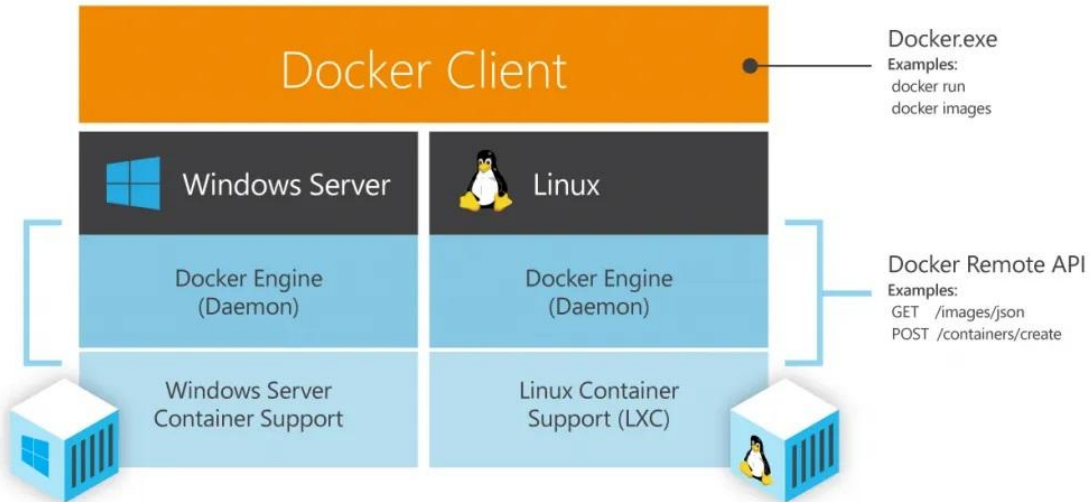 Docker Client
Docker.exe
Examples:
docker run
docker images
Windows Server
Linux
Docker Engine
(Daemon)
Docker Engine
(Daemon)
Docker Remote API
Examples:
GET /images/json
POST /containers/create
Windows Server
Container Support
Linux Container
Support (LXC)